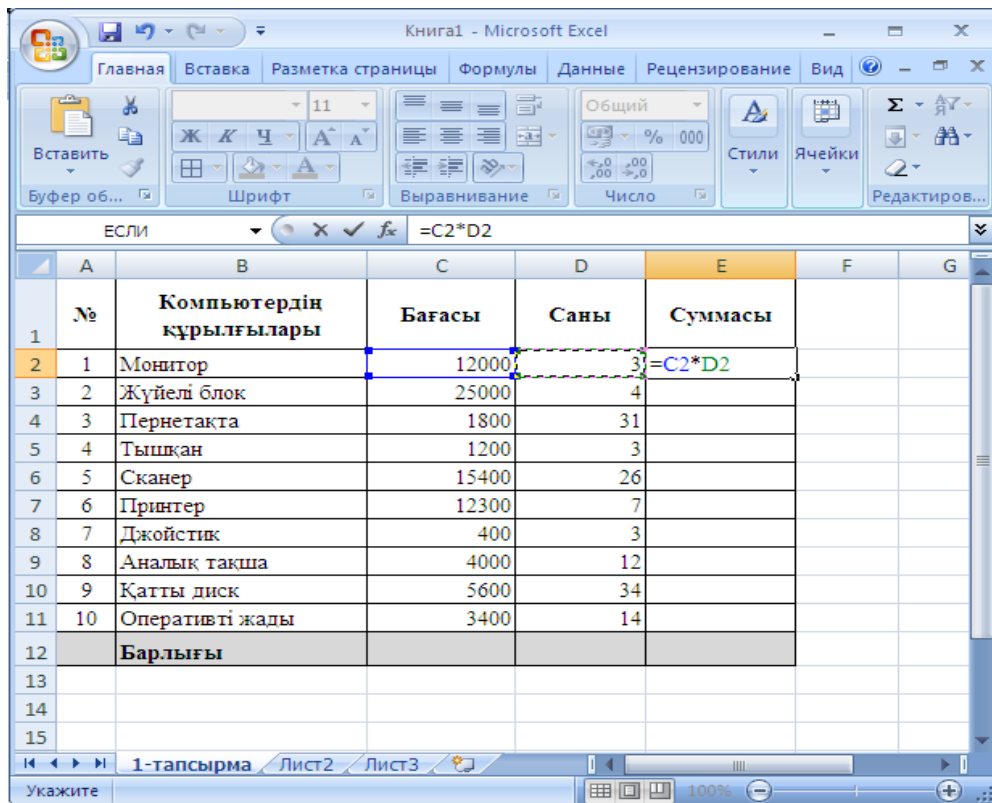 Книга1 - Microsoft Excel
Главная Вставка Разметка страницы Формулы Данные Рецензирование Вид
Вставить
Буфер об...
11
Ж К Ч
Шрифт
Выравнивание
Общий
% 000
Число
Стили
Ячейки
Σ
Редактиров...
ЕСЛИ fx =C2*D2
A B C D E F G
1 № Компьютердің құрылғылары Бағасы Саны Суммасы
2 1 Монитор 12000 3 =C2*D2
3 2 Жүйелі блок 25000 4
4 3 Пернетақта 1800 31
5 4 Тышқан 1200 3
6 5 Сканер 15400 26
7 6 Принтер 12300 7
8 7 Джойстик 400 3
9 8 Аналық тақша 4000 12
10 9 Қатты диск 5600 34
11 10 Оперативті жады 3400 14
12 Барлығы
13
14
15
1-тапсырма Лист2 Лист3
Укажите 100%